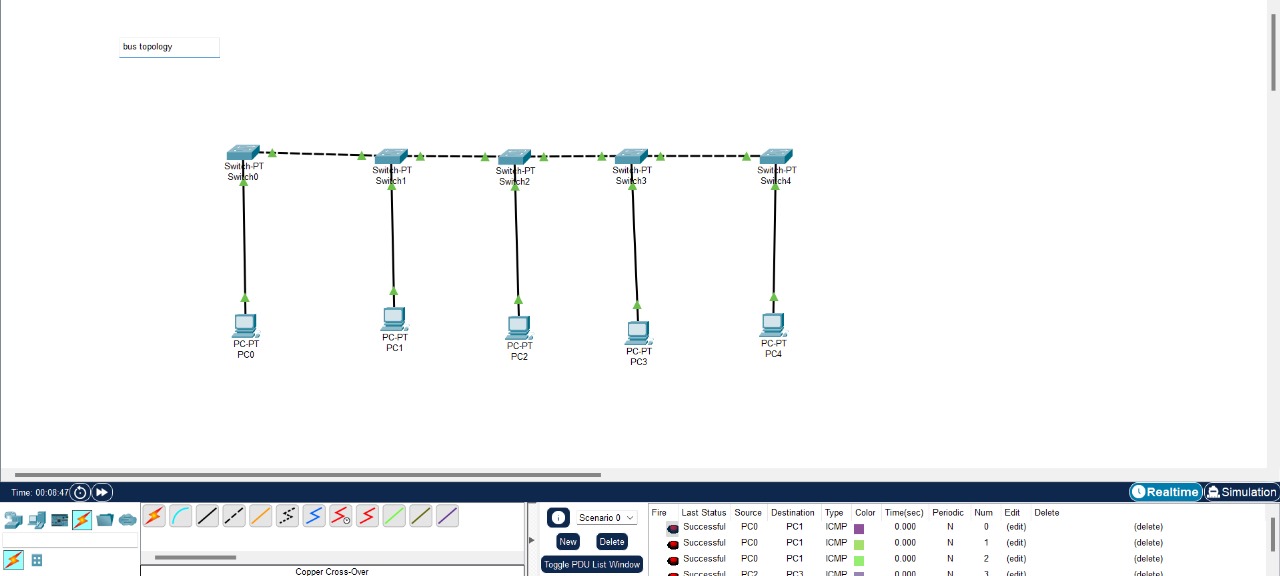 bus topology
Switch-PT
Switch0
Switch-PT
Switch1
Switch-PT
Switch2
Switch-PT
Switch3
Switch-PT
Switch4
PC-PT
PC0
PC-PT
PC1
PC-PT
PC2
PC-PT
PC3
PC-PT
PC4
Time: 00:08:47
Realtime
Simulation
Copper Cross-Over
Scenario 0
New
Delete
Toggle PDU List Window
Fire Last Status Source Destination Type Color Time(sec) Periodic Num Edit Delete
Successful PC0 PC1 ICMP 0.000 N 0 (edit) (delete)
Successful PC0 PC1 ICMP 0.000 N 1 (edit) (delete)
Successful PC0 PC1 ICMP 0.000 N 2 (edit) (delete)
Successful PC2 PC3 ICMP 0.000 N 3 (edit) (delete)